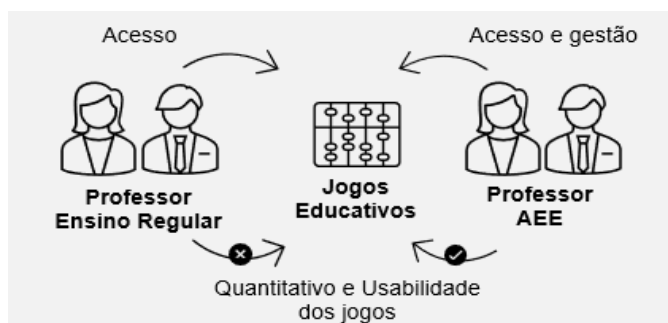 Acesso
Acesso e gestão
Professor
Ensino Regular
Jogos
Educativos
Professor
AEE
Quantitativo e Usabilidade
dos jogos